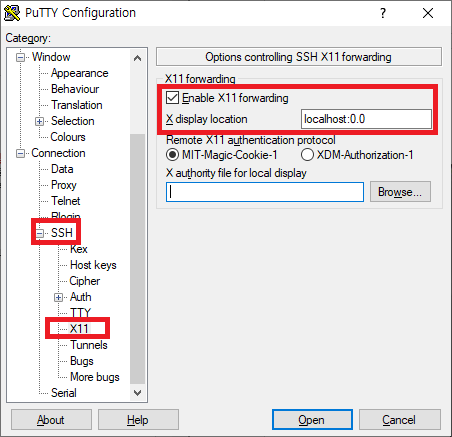 PuTTY Configuration
Category:
Window
Appearance
Behaviour
Translation
Selection
Colours
Connection
Data
Proxy
Telnet
Rlogin
SSH
Kex
Host keys
Cipher
Auth
TTY
X11
Tunnels
Bugs
More bugs
Serial
Options controlling SSH X11 forwarding
X11 forwarding
Enable X11 forwarding
X display location localhost:0.0
Remote X11 authentication protocol
MIT-Magic-Cookie-1 XDM-Authorization-1
X authority file for local display
Browse...
About Help Open Cancel